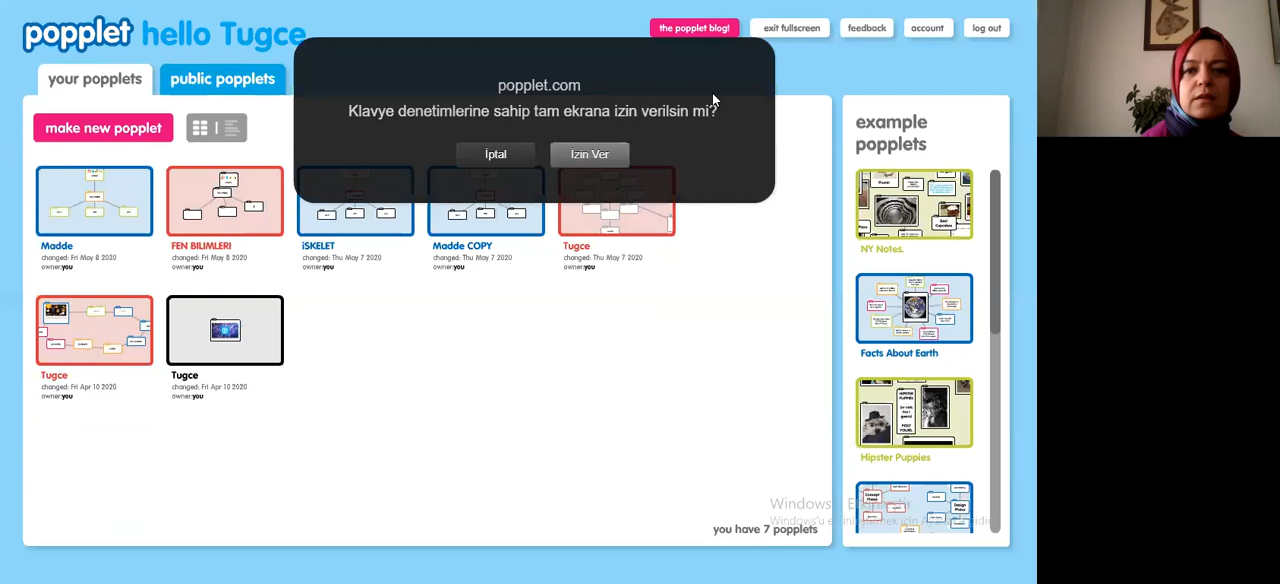 popplet hello Tugce
the popplet blog!
exit fullscreen
feedback
account
log out
your popplets
public popplets
popplet.com
Klavye denetimlerine sahip tam ekrana izin verilsin mi?
İptal
İzin Ver
make new popplet
Madde
changed: Fri May 8 2020
owner:you
FEN BILIMLERI
changed: Fri May 8 2020
owner:you
iSKELET
changed: Thu May 7 2020
owner:you
Madde COPY
changed: Thu May 7 2020
owner:you
Tugce
changed: Thu May 7 2020
owner:you
Tugce
changed: Fri Apr 10 2020
owner:you
Tugce
changed: Fri Apr 10 2020
owner:you
you have 7 popplets
example
popplets
NY Notes.
Facts About Earth
HIPSTER
PUPPIES
Hipster Puppies
Windows'u Etkinleştir